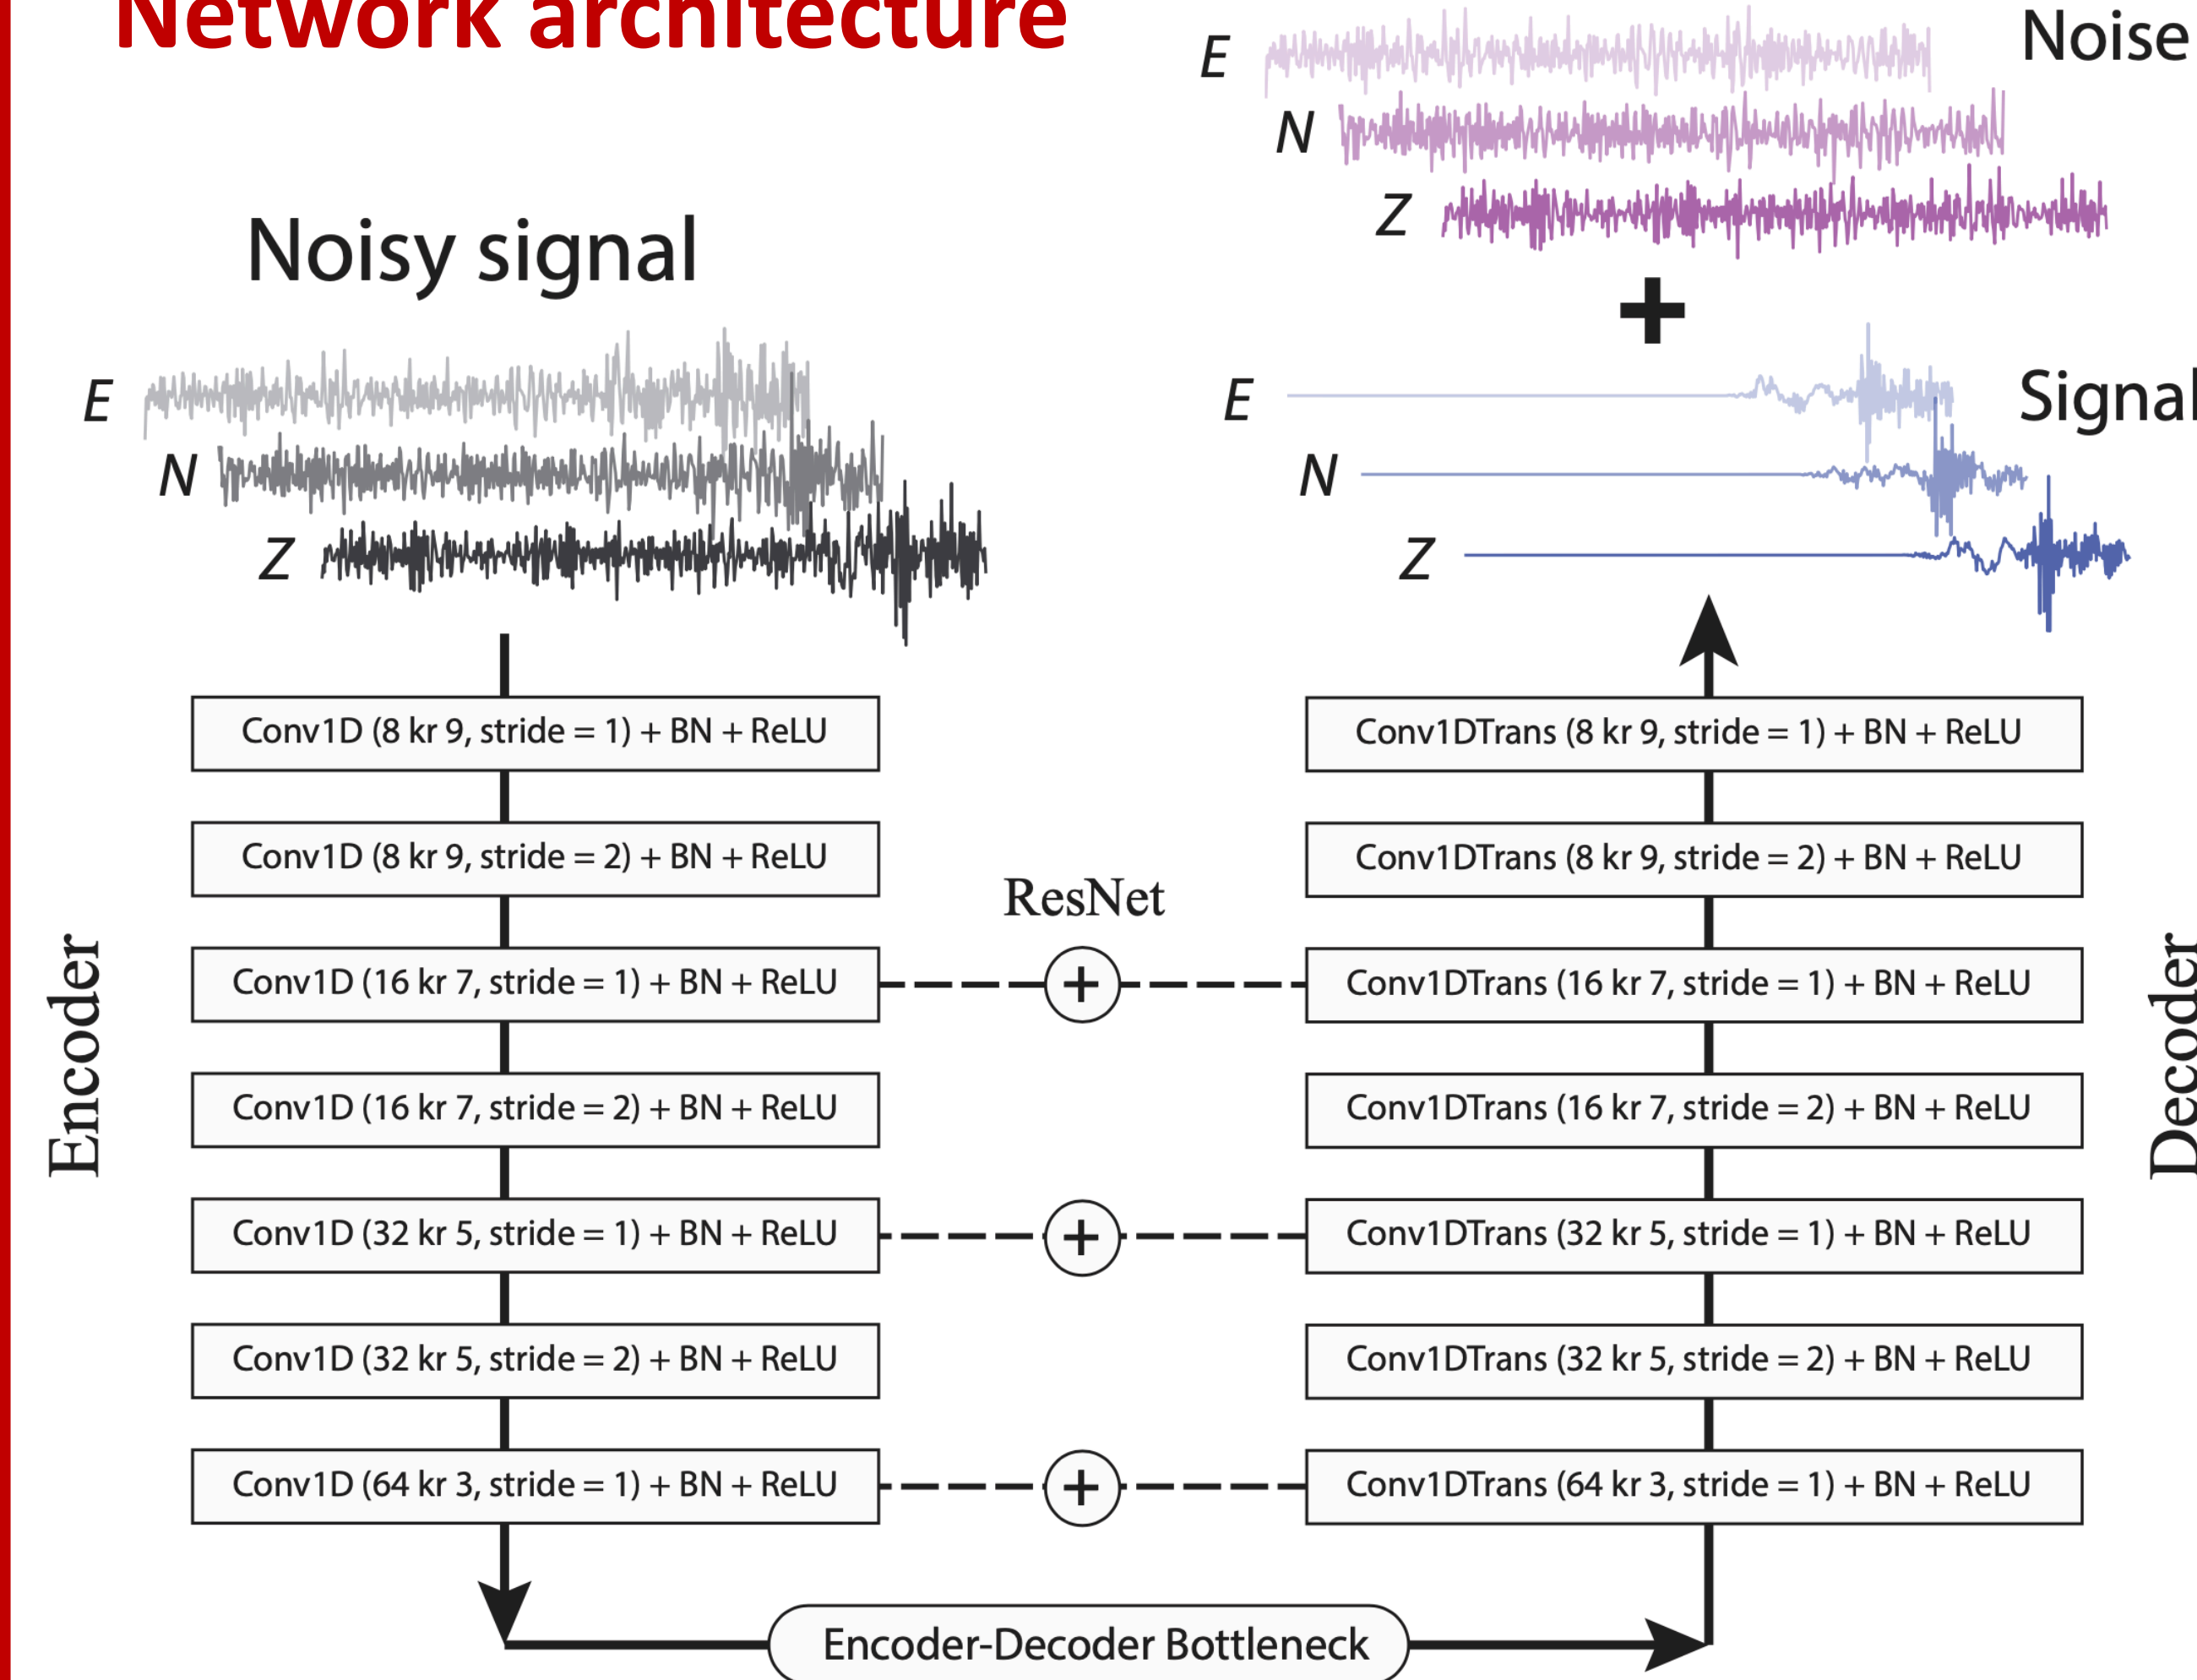 Network architecture
Noisy signal
E
N
Z
E
N
Z
Noise
+
E
N
Z
Signal
Encoder
Conv1D (8 kr 9, stride = 1) + BN + ReLU
Conv1D (8 kr 9, stride = 2) + BN + ReLU
Conv1D (16 kr 7, stride = 1) + BN + ReLU
Conv1D (16 kr 7, stride = 2) + BN + ReLU
Conv1D (32 kr 5, stride = 1) + BN + ReLU
Conv1D (32 kr 5, stride = 2) + BN + ReLU
Conv1D (64 kr 3, stride = 1) + BN + ReLU
ResNet
+
+
+
Encoder-Decoder Bottleneck
Conv1DTrans (8 kr 9, stride = 1) + BN + ReLU
Conv1DTrans (8 kr 9, stride = 2) + BN + ReLU
Conv1DTrans (16 kr 7, stride = 1) + BN + ReLU
Conv1DTrans (16 kr 7, stride = 2) + BN + ReLU
Conv1DTrans (32 kr 5, stride = 1) + BN + ReLU
Conv1DTrans (32 kr 5, stride = 2) + BN + ReLU
Conv1DTrans (64 kr 3, stride = 1) + BN + ReLU
Decoder